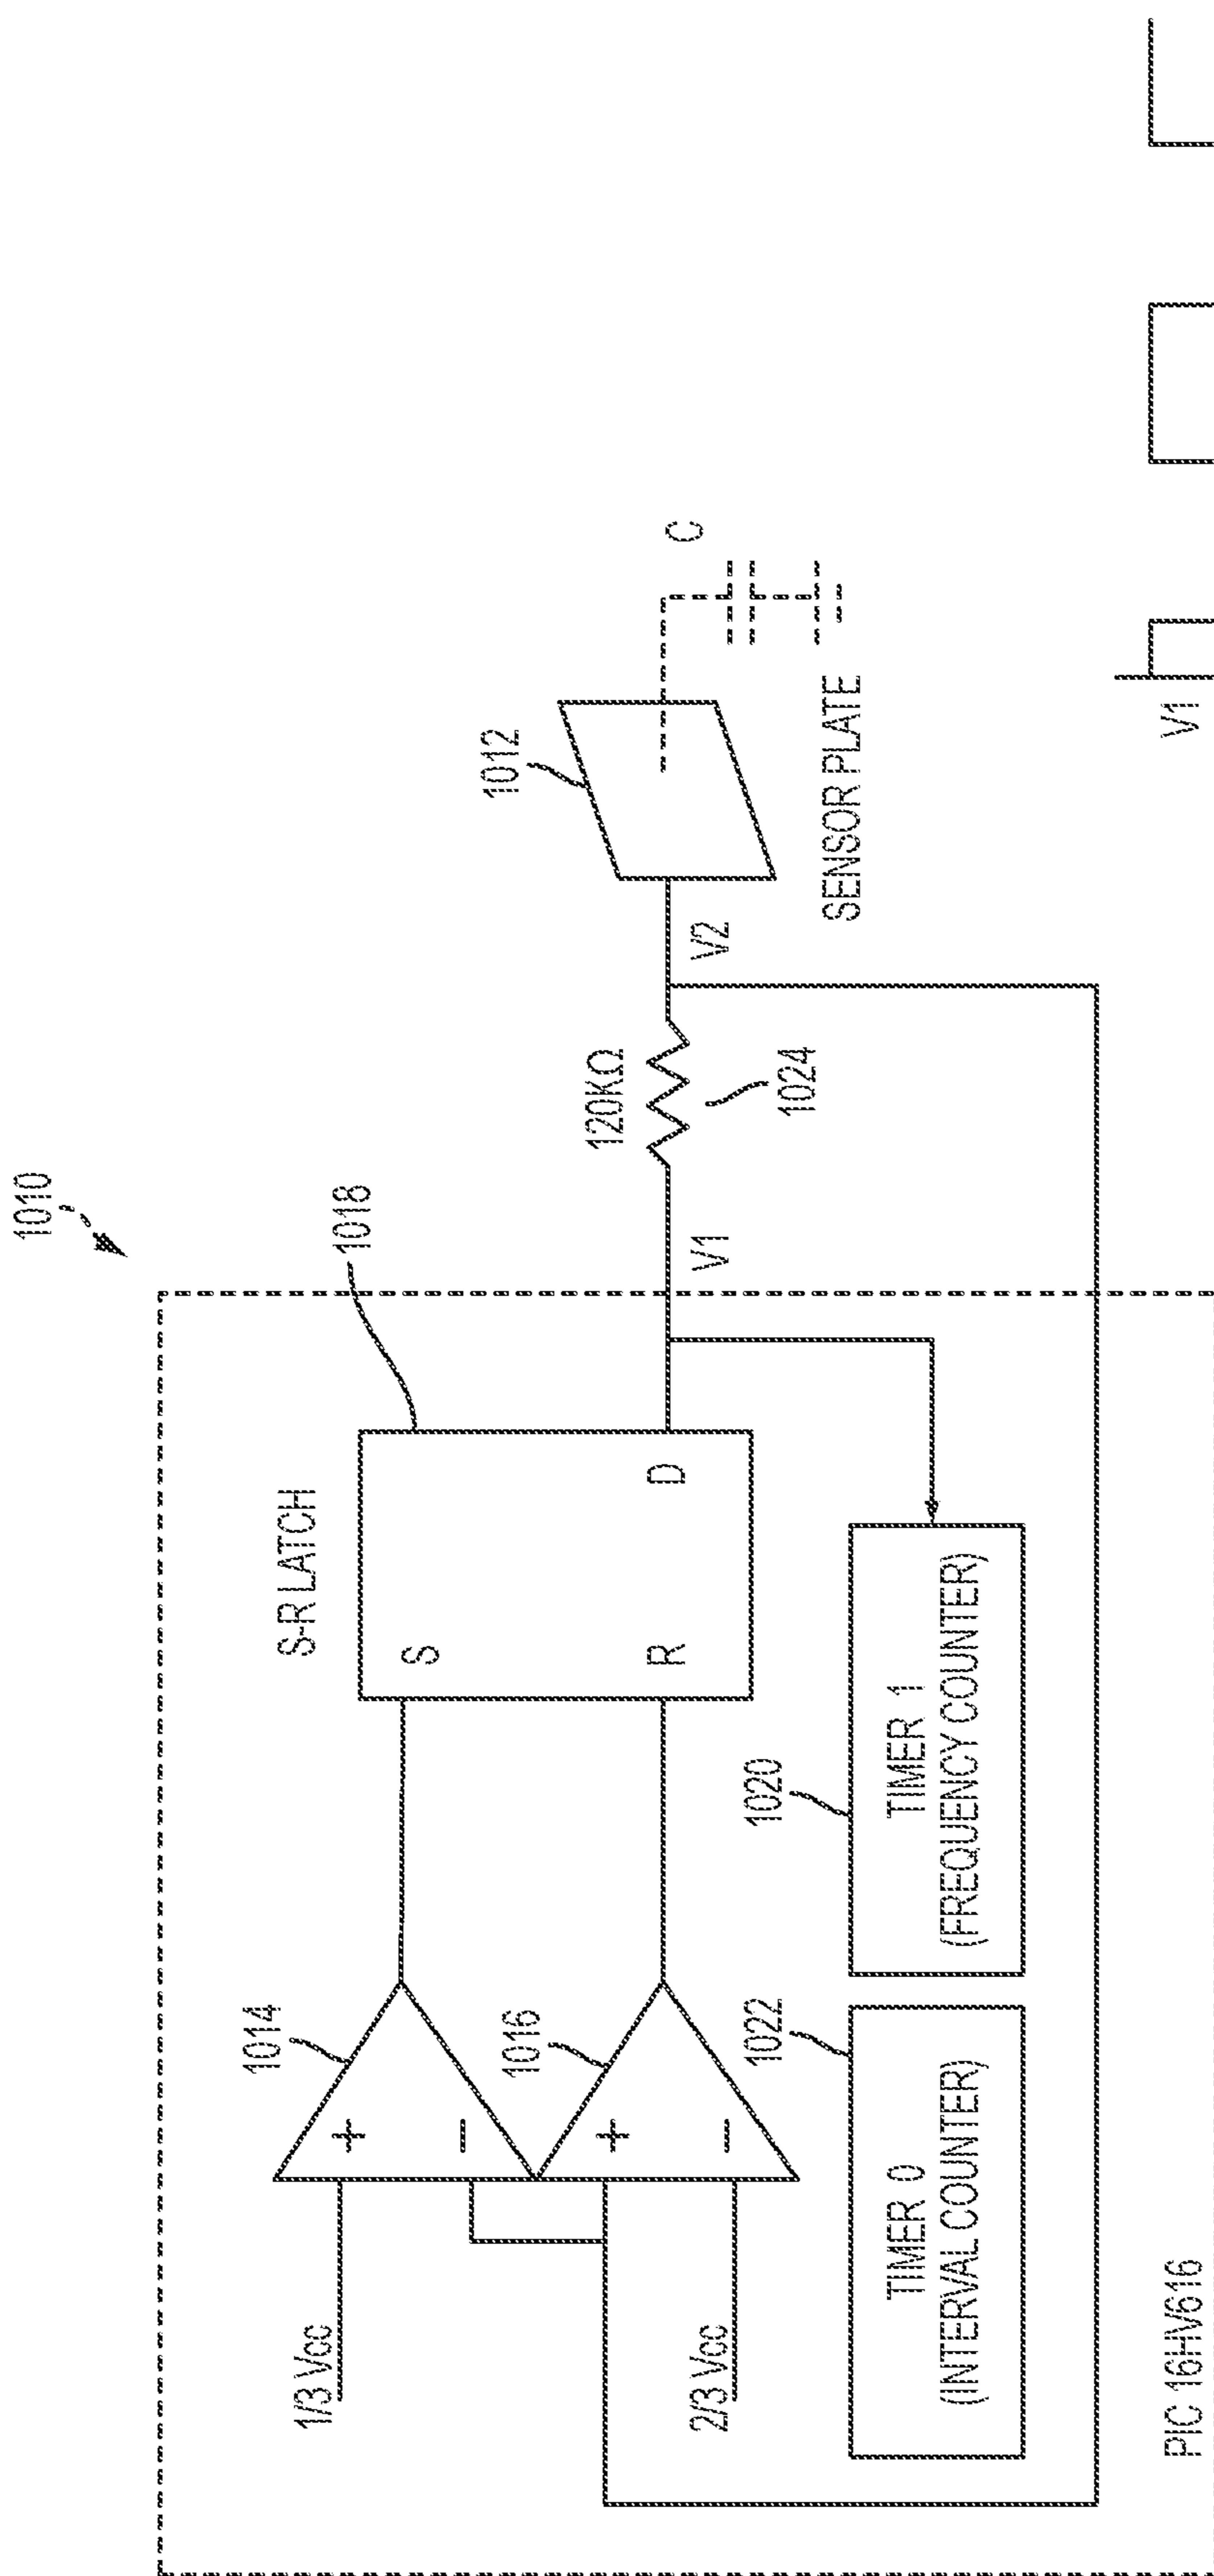 1010
S-R LATCH
1018
1014
1/3 Vcc
+
−
S
120KΩ
1012
C
1016
+
−
2/3 Vcc
R
D
V1
V2
1024
SENSOR PLATE
1022
TIMER 0
(INTERVAL COUNTER)
1020
TIMER 1
(FREQUENCY COUNTER)
PIC 16HV616
V1